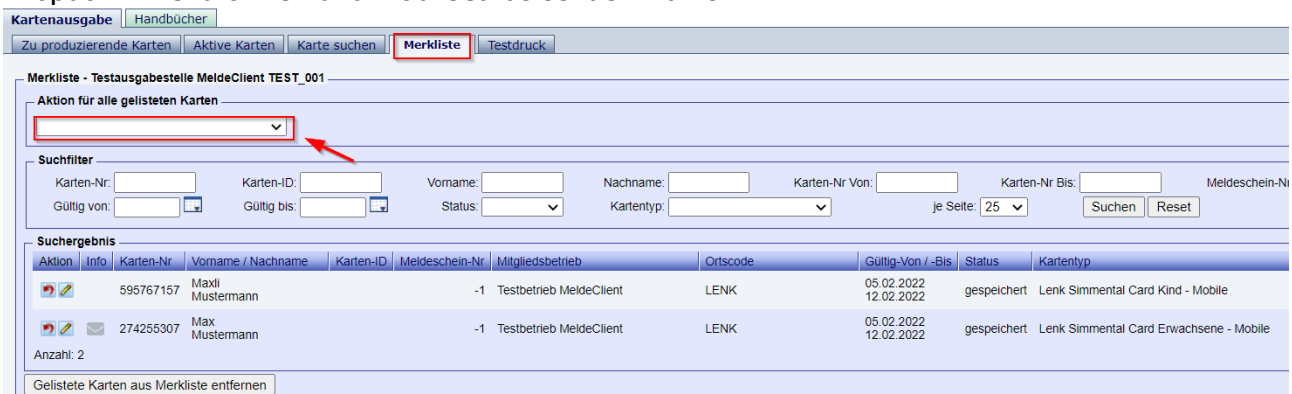 Kartenausgabe Handbücher
Zu produzierende Karten Aktive Karten Karte suchen Merkliste Testdruck
Merkliste - Testausgabestelle MeldeClient TEST_001
Aktion für alle gelisteten Karten
Suchfilter
Karten-Nr: Karten-ID: Vorname: Nachname: Karten-Nr Von: Karten-Nr Bis: Meldeschein-Nr
Gültig von: Gültig bis: Status: Kartentyp: je Seite: 25 Suchen Reset
Suchergebnis
Aktion Info Karten-Nr Vorname / Nachname Karten-ID Meldeschein-Nr Mitgliedsbetrieb Ortscode Gültig-Von / -Bis Status Kartentyp
595767157 Maxli Mustermann -1 Testbetrieb MeldeClient LENK 05.02.2022 12.02.2022 gespeichert Lenk Simmental Card Kind - Mobile
274255307 Max Mustermann -1 Testbetrieb MeldeClient LENK 05.02.2022 12.02.2022 gespeichert Lenk Simmental Card Erwachsene - Mobile
Anzahl: 2
Gelistete Karten aus Merkliste entfernen